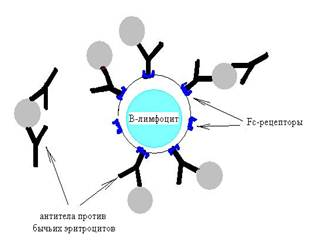 В-лимфоцит
Fc-рецепторы
антитела против
бычьих эритроцитов